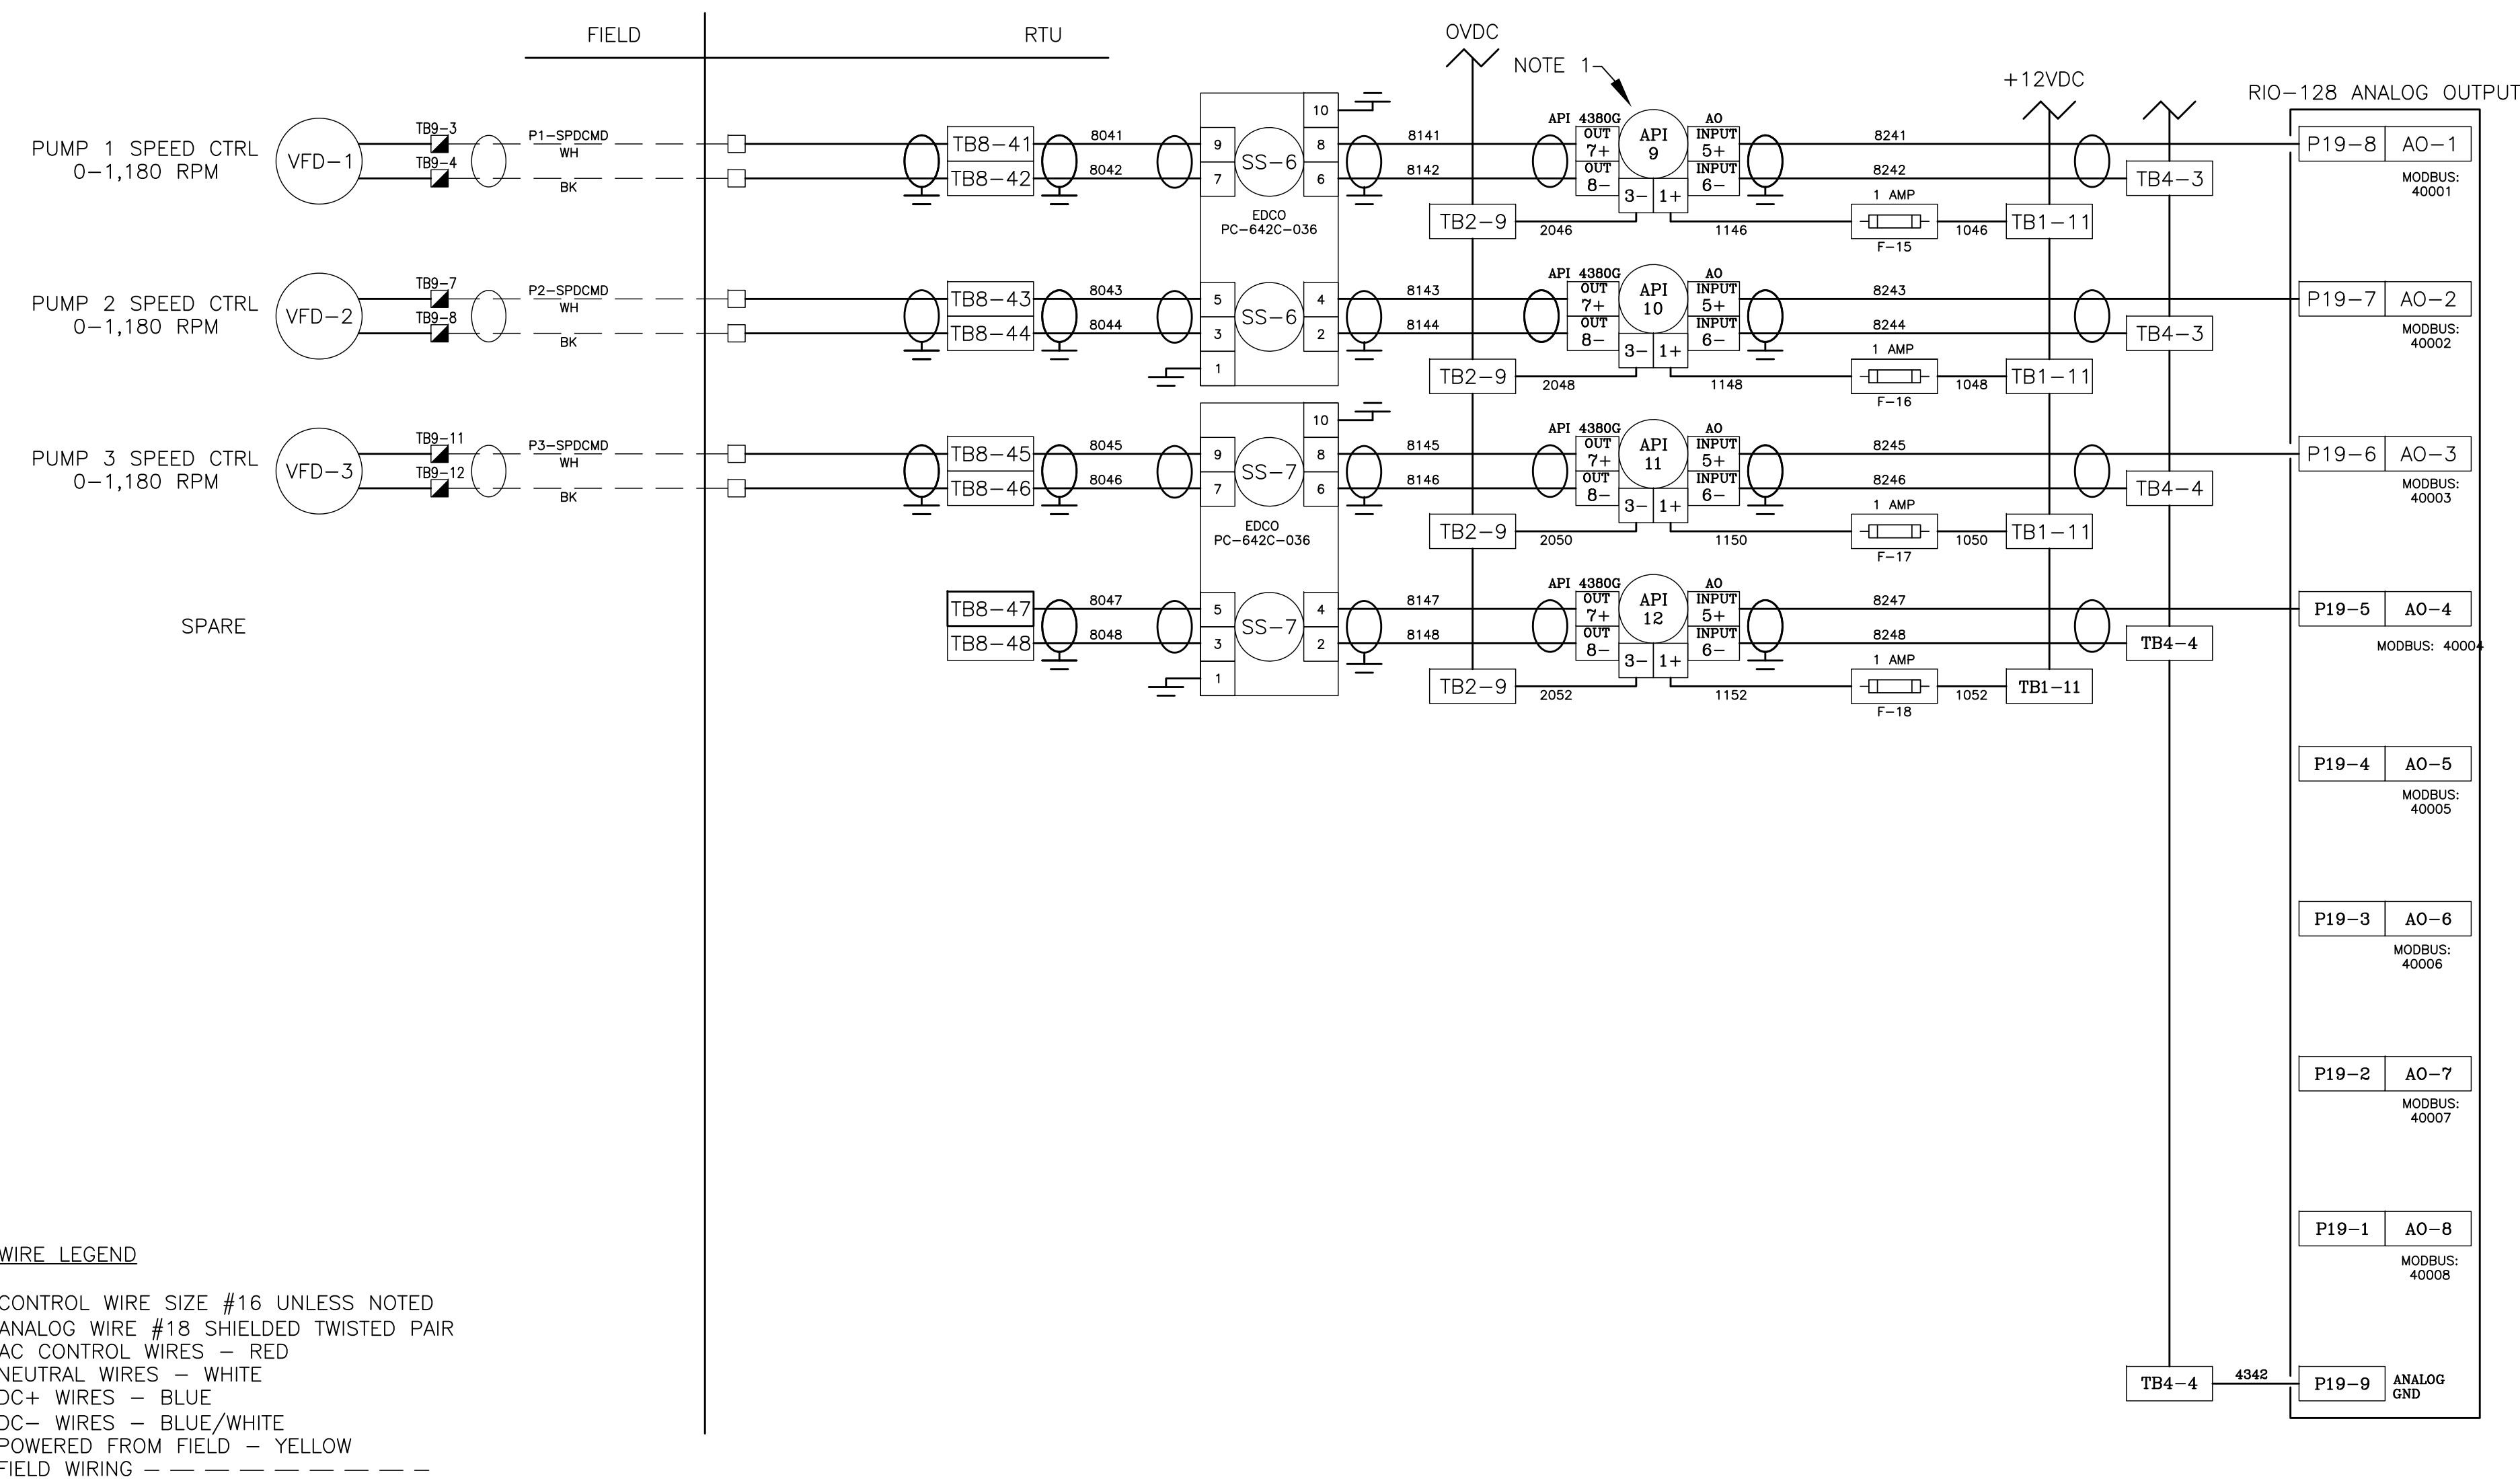 FIELD
RTU
0VDC
NOTE 1
+12VDC
RIO-128 ANALOG OUTPUT
PUMP 1 SPEED CTRL
0-1,180 RPM
VFD-1
TB9-3
TB9-4
P1-SPDCMD
WH
BK
TB8-41
TB8-42
8041
8042
10
9
7
SS-6
8
6
EDCO
PC-642C-036
8141
8142
API 4380G
OUT
7+
OUT
8-
API
9
AO
INPUT
5+
INPUT
6-
3-
1+
8241
8242
1 AMP
F-15
TB2-9
2046
1146
1046
TB1-11
TB4-3
P19-8
AO-1
MODBUS:
40001
PUMP 2 SPEED CTRL
0-1,180 RPM
VFD-2
TB9-7
TB9-8
P2-SPDCMD
WH
BK
TB8-43
TB8-44
8043
8044
5
3
1
SS-6
4
2
8143
8144
API 4380G
OUT
7+
OUT
8-
API
10
AO
INPUT
5+
INPUT
6-
3-
1+
8243
8244
1 AMP
F-16
TB2-9
2048
1148
1048
TB1-11
TB4-3
P19-7
AO-2
MODBUS:
40002
PUMP 3 SPEED CTRL
0-1,180 RPM
VFD-3
TB9-11
TB9-12
P3-SPDCMD
WH
BK
TB8-45
TB8-46
8045
8046
10
9
7
SS-7
8
6
EDCO
PC-642C-036
8145
8146
API 4380G
OUT
7+
OUT
8-
API
11
AO
INPUT
5+
INPUT
6-
3-
1+
8245
8246
1 AMP
F-17
TB2-9
2050
1150
1050
TB1-11
TB4-4
P19-6
AO-3
MODBUS:
40003
SPARE
TB8-47
TB8-48
8047
8048
5
3
1
SS-7
4
2
8147
8148
API 4380G
OUT
7+
OUT
8-
API
12
AO
INPUT
5+
INPUT
6-
3-
1+
8247
8248
1 AMP
F-18
TB2-9
2052
1152
1052
TB1-11
TB4-4
P19-5
AO-4
MODBUS: 40004
P19-4
AO-5
MODBUS:
40005
P19-3
AO-6
MODBUS:
40006
P19-2
AO-7
MODBUS:
40007
P19-1
AO-8
MODBUS:
40008
TB4-4
4342
P19-9
ANALOG
GND
WIRE LEGEND
CONTROL WIRE SIZE #16 UNLESS NOTED
ANALOG WIRE #18 SHIELDED TWISTED PAIR
AC CONTROL WIRES - RED
NEUTRAL WIRES - WHITE
DC+ WIRES - BLUE
DC- WIRES - BLUE/WHITE
POWERED FROM FIELD - YELLOW
FIELD WIRING